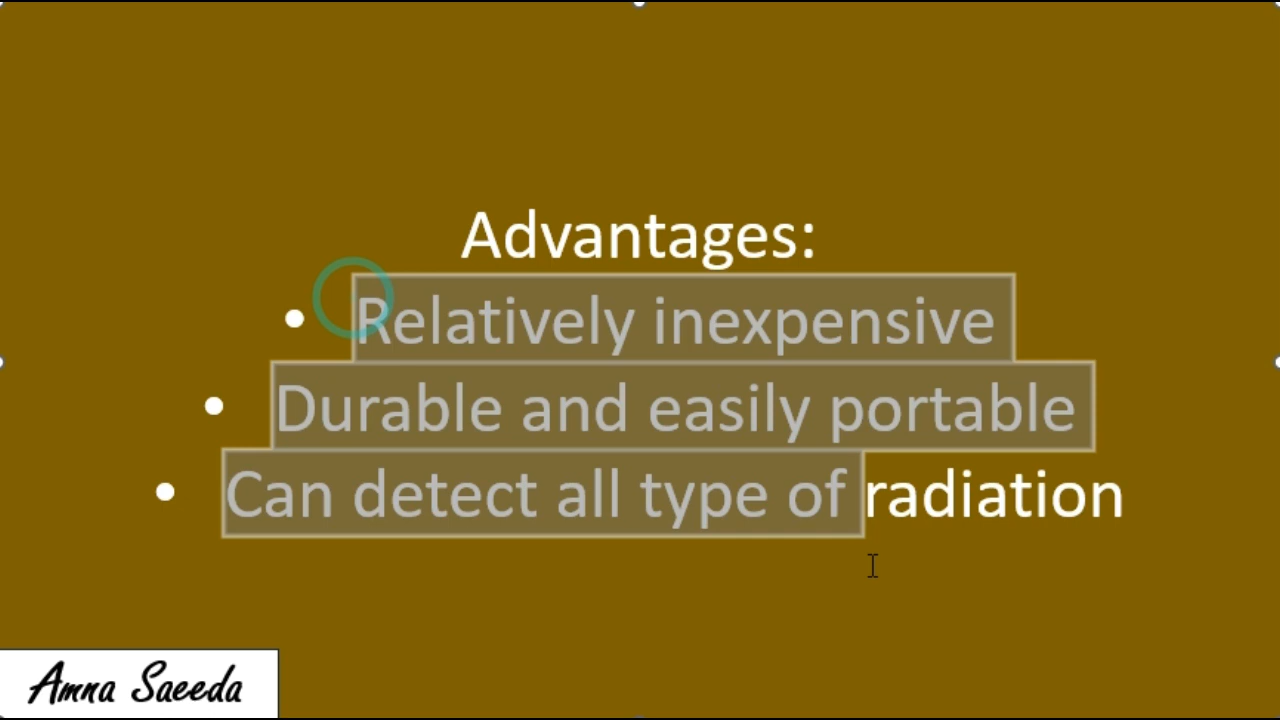 Advantages:
• Relatively inexpensive
• Durable and easily portable
• Can detect all type of radiation
Amna Saeeda